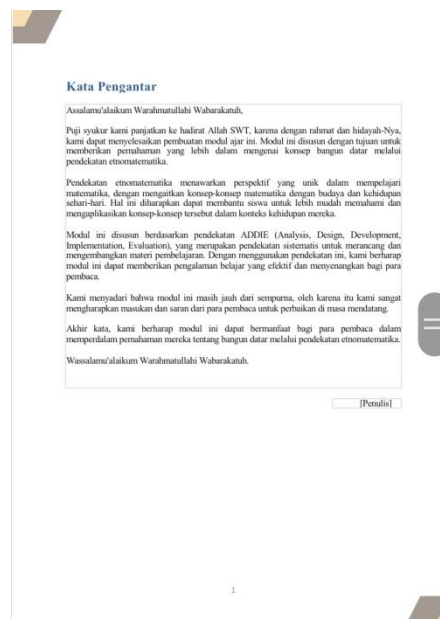 Kata Pengantar
Assalamu'alaikum Warahmatullahi Wabarakatuh,
Puji syukur kami panjatkan ke hadirat Allah SWT, karena dengan rahmat dan hidayah-Nya,
kami dapat menyelesaikan pembuatan modul ajar ini. Modul ini disusun dengan tujuan untuk
memberikan pemahaman yang lebih dalam mengenai konsep bangun datar melalui
pendekatan etnomatematika.
Pendekatan etnomatematika menawarkan perspektif yang unik dalam mempelajari
matematika, dengan mengaitkan konsep-konsep matematika dengan budaya dan kehidupan
sehari-hari. Hal ini diharapkan dapat membantu siswa untuk lebih mudah memahami dan
mengaplikasikan konsep-konsep tersebut dalam konteks kehidupan mereka.
Modul ini disusun berdasarkan pendekatan ADDIE (Analysis, Design, Development,
Implementation, Evaluation), yang merupakan pendekatan sistematis untuk merancang dan
mengembangkan materi pembelajaran. Dengan menggunakan pendekatan ini, kami berharap
modul ini dapat memberikan pengalaman belajar yang efektif dan menyenangkan bagi para
pembaca.
Kami menyadari bahwa modul ini masih jauh dari sempurna, oleh karena itu kami sangat
mengharapkan masukan dan saran dari para pembaca untuk perbaikan di masa mendatang.
Akhir kata, kami berharap modul ini dapat bermanfaat bagi para pembaca dalam
memperdalam pemahaman mereka tentang bangun datar melalui pendekatan etnomatematika.
Wassalamu'alaikum Warahmatullahi Wabarakatuh.
[Penulis]
1